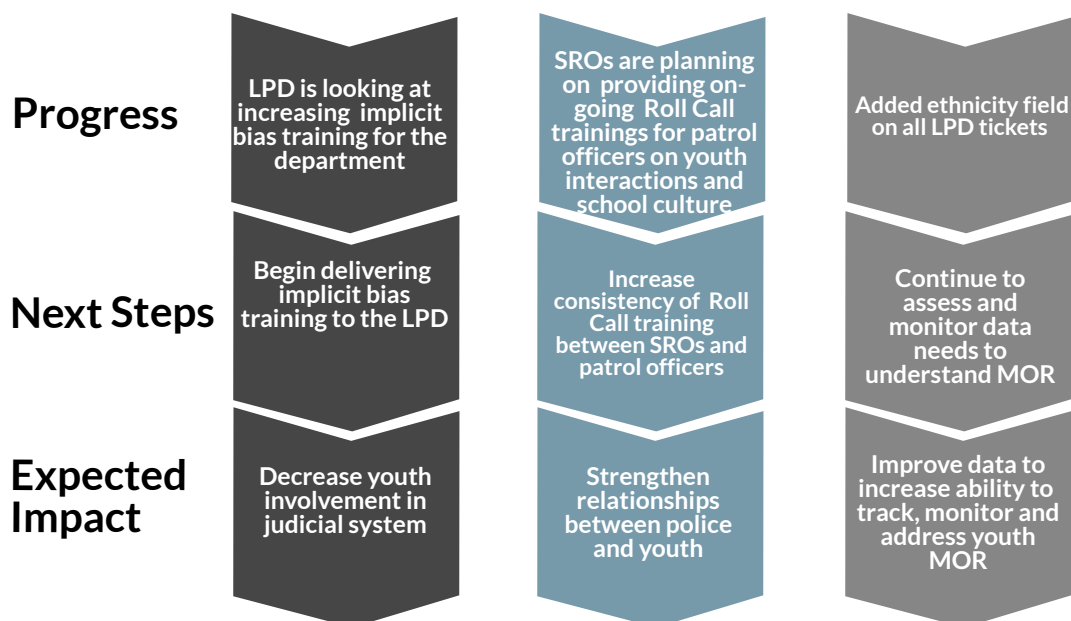 Progress
LPD is looking at
increasing implicit
bias training for the
department
SROs are planning
on providing on-
going Roll Call
trainings for patrol
officers on youth
interactions and
school culture
Added ethnicity field
on all LPD tickets
Next Steps
Begin delivering
implicit bias
training to the LPD
Increase
consistency of Roll
Call training
between SROs and
patrol officers
Continue to
assess and
monitor data
needs to
understand MOR
Expected
Impact
Decrease youth
involvement in
judicial system
Strengthen
relationships
between police
and youth
Improve data to
increase ability to
track, monitor and
address youth
MOR